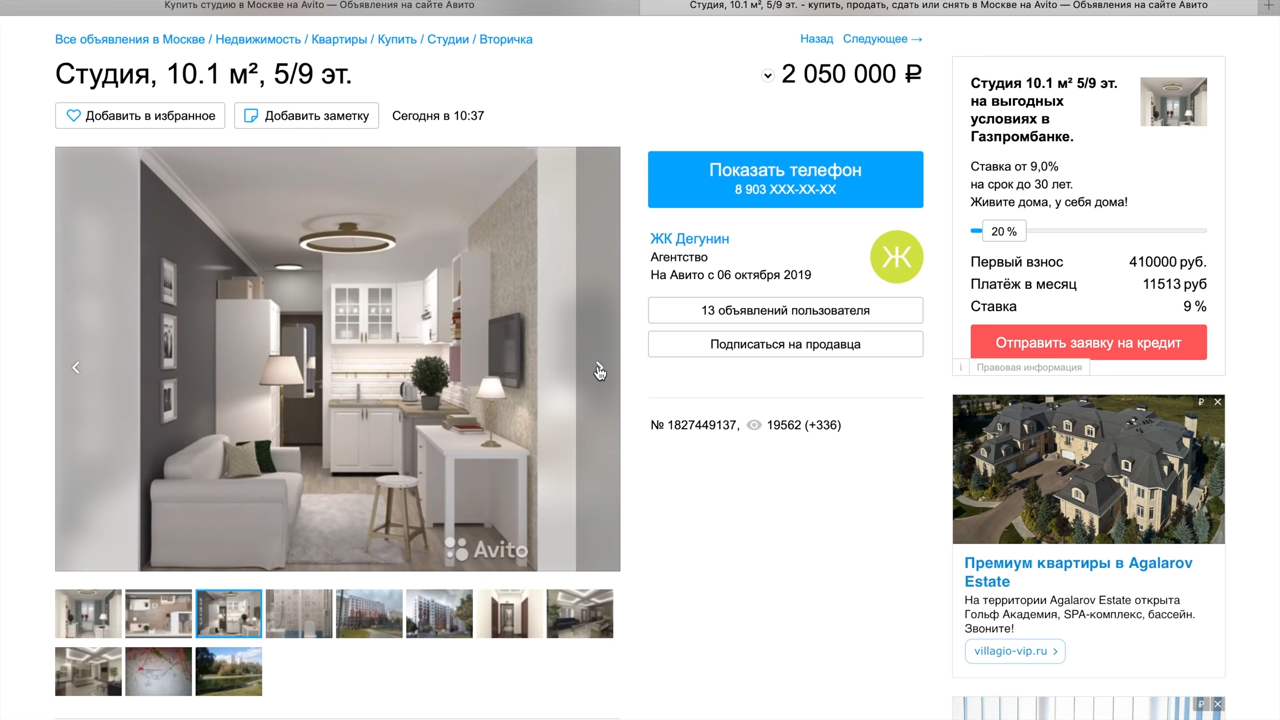 Купить студию в Москве на Avito — Объявления на сайте Авито
Студия, 10.1 м², 5/9 эт. - купить, продать, сдать или снять в Москве на Avito — Объявления на сайте Авито
Все объявления в Москве / Недвижимость / Квартиры / Купить / Студии / Вторичка
Назад Следующее →
Студия, 10.1 м², 5/9 эт.
2 050 000 ₽
Добавить в избранное
Добавить заметку
Сегодня в 10:37
Avito
Показать телефон
8 903 XXX-XX-XX
ЖК Дегунин
Агентство
На Авито с 06 октября 2019
Ж
13 объявлений пользователя
Подписаться на продавца
№ 1827449137, 19562 (+336)
Студия 10.1 м² 5/9 эт.
на выгодных
условиях в
Газпромбанке.
Ставка от 9,0%
на срок до 30 лет.
Живите дома, у себя дома!
20 %
Первый взнос 410000 руб.
Платёж в месяц 11513 руб
Ставка 9 %
Отправить заявку на кредит
i Правовая информация
₽
Премиум квартиры в Agalarov
Estate
На территории Agalarov Estate открыта
Гольф Академия, SPA-комплекс, бассейн.
Звоните!
villagio-vip.ru
₽